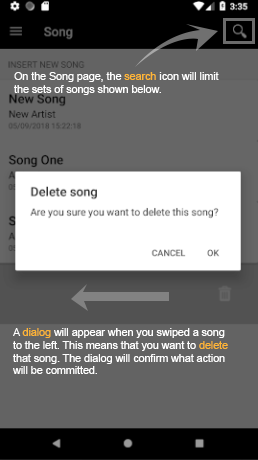 3:35
Song
INSERT NEW SONG
On the Song page, the search icon will limit
the sets of songs shown below.
New Song
New Artist
05/09/2018 15:22:18
Song One
Delete song
Are you sure you want to delete this song?
CANCEL OK
A dialog will appear when you swiped a song
to the left. This means that you want to delete
that song. The dialog will confirm what action
will be committed.